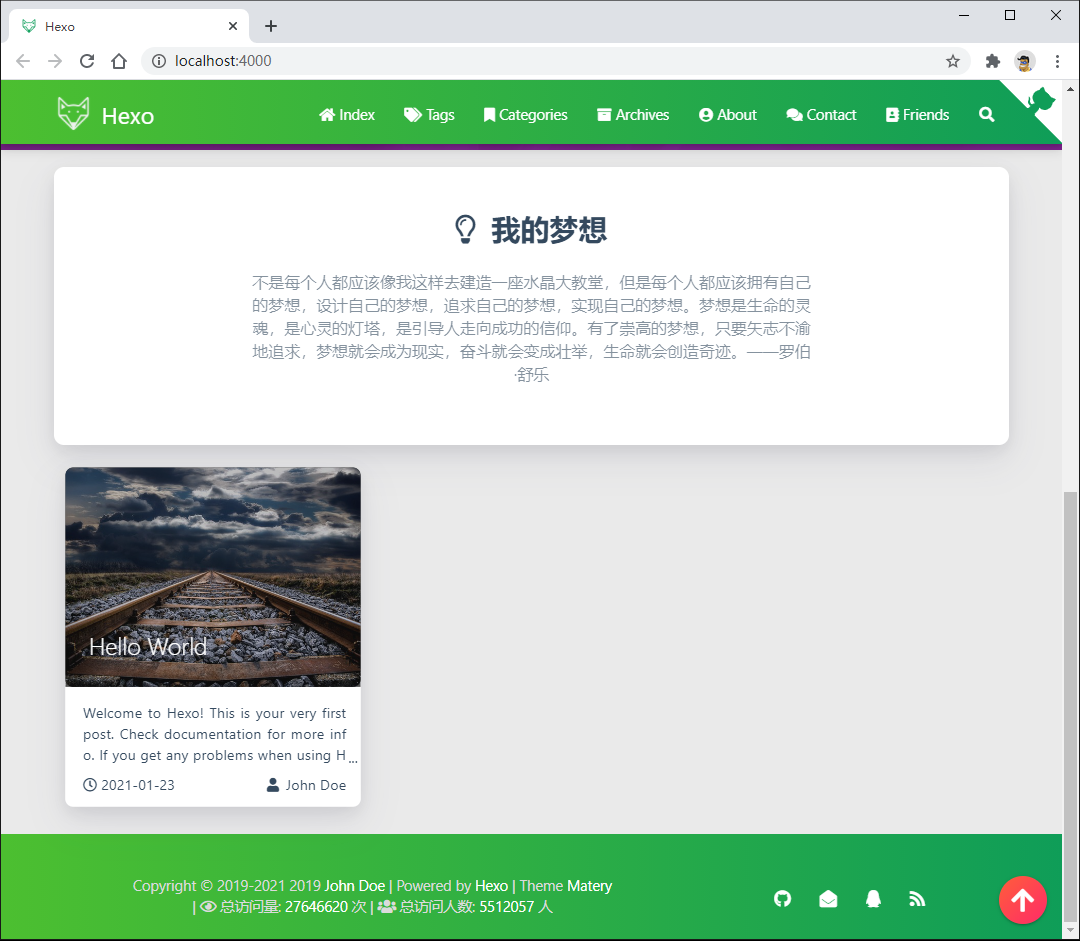 Hexo
localhost:4000
Hexo Index Tags Categories Archives About Contact Friends
我的梦想
不是每个人都应该像我这样去建造一座水晶大教堂，但是每个人都应该拥有自己
的梦想，设计自己的梦想，追求自己的梦想，实现自己的梦想。梦想是生命的灵
魂，是心灵的灯塔，是引导人走向成功的信仰。有了崇高的梦想，只要矢志不渝
地追求，梦想就会成为现实，奋斗就会变成壮举，生命就会创造奇迹。——罗伯
·舒乐
Hello World
Welcome to Hexo! This is your very first
post. Check documentation for more inf
o. If you get any problems when using H...
2021-01-23 John Doe
Copyright © 2019-2021 2019 John Doe | Powered by Hexo | Theme Matery
| 总访问量: 27646620 次 | 总访问人数: 5512057 人